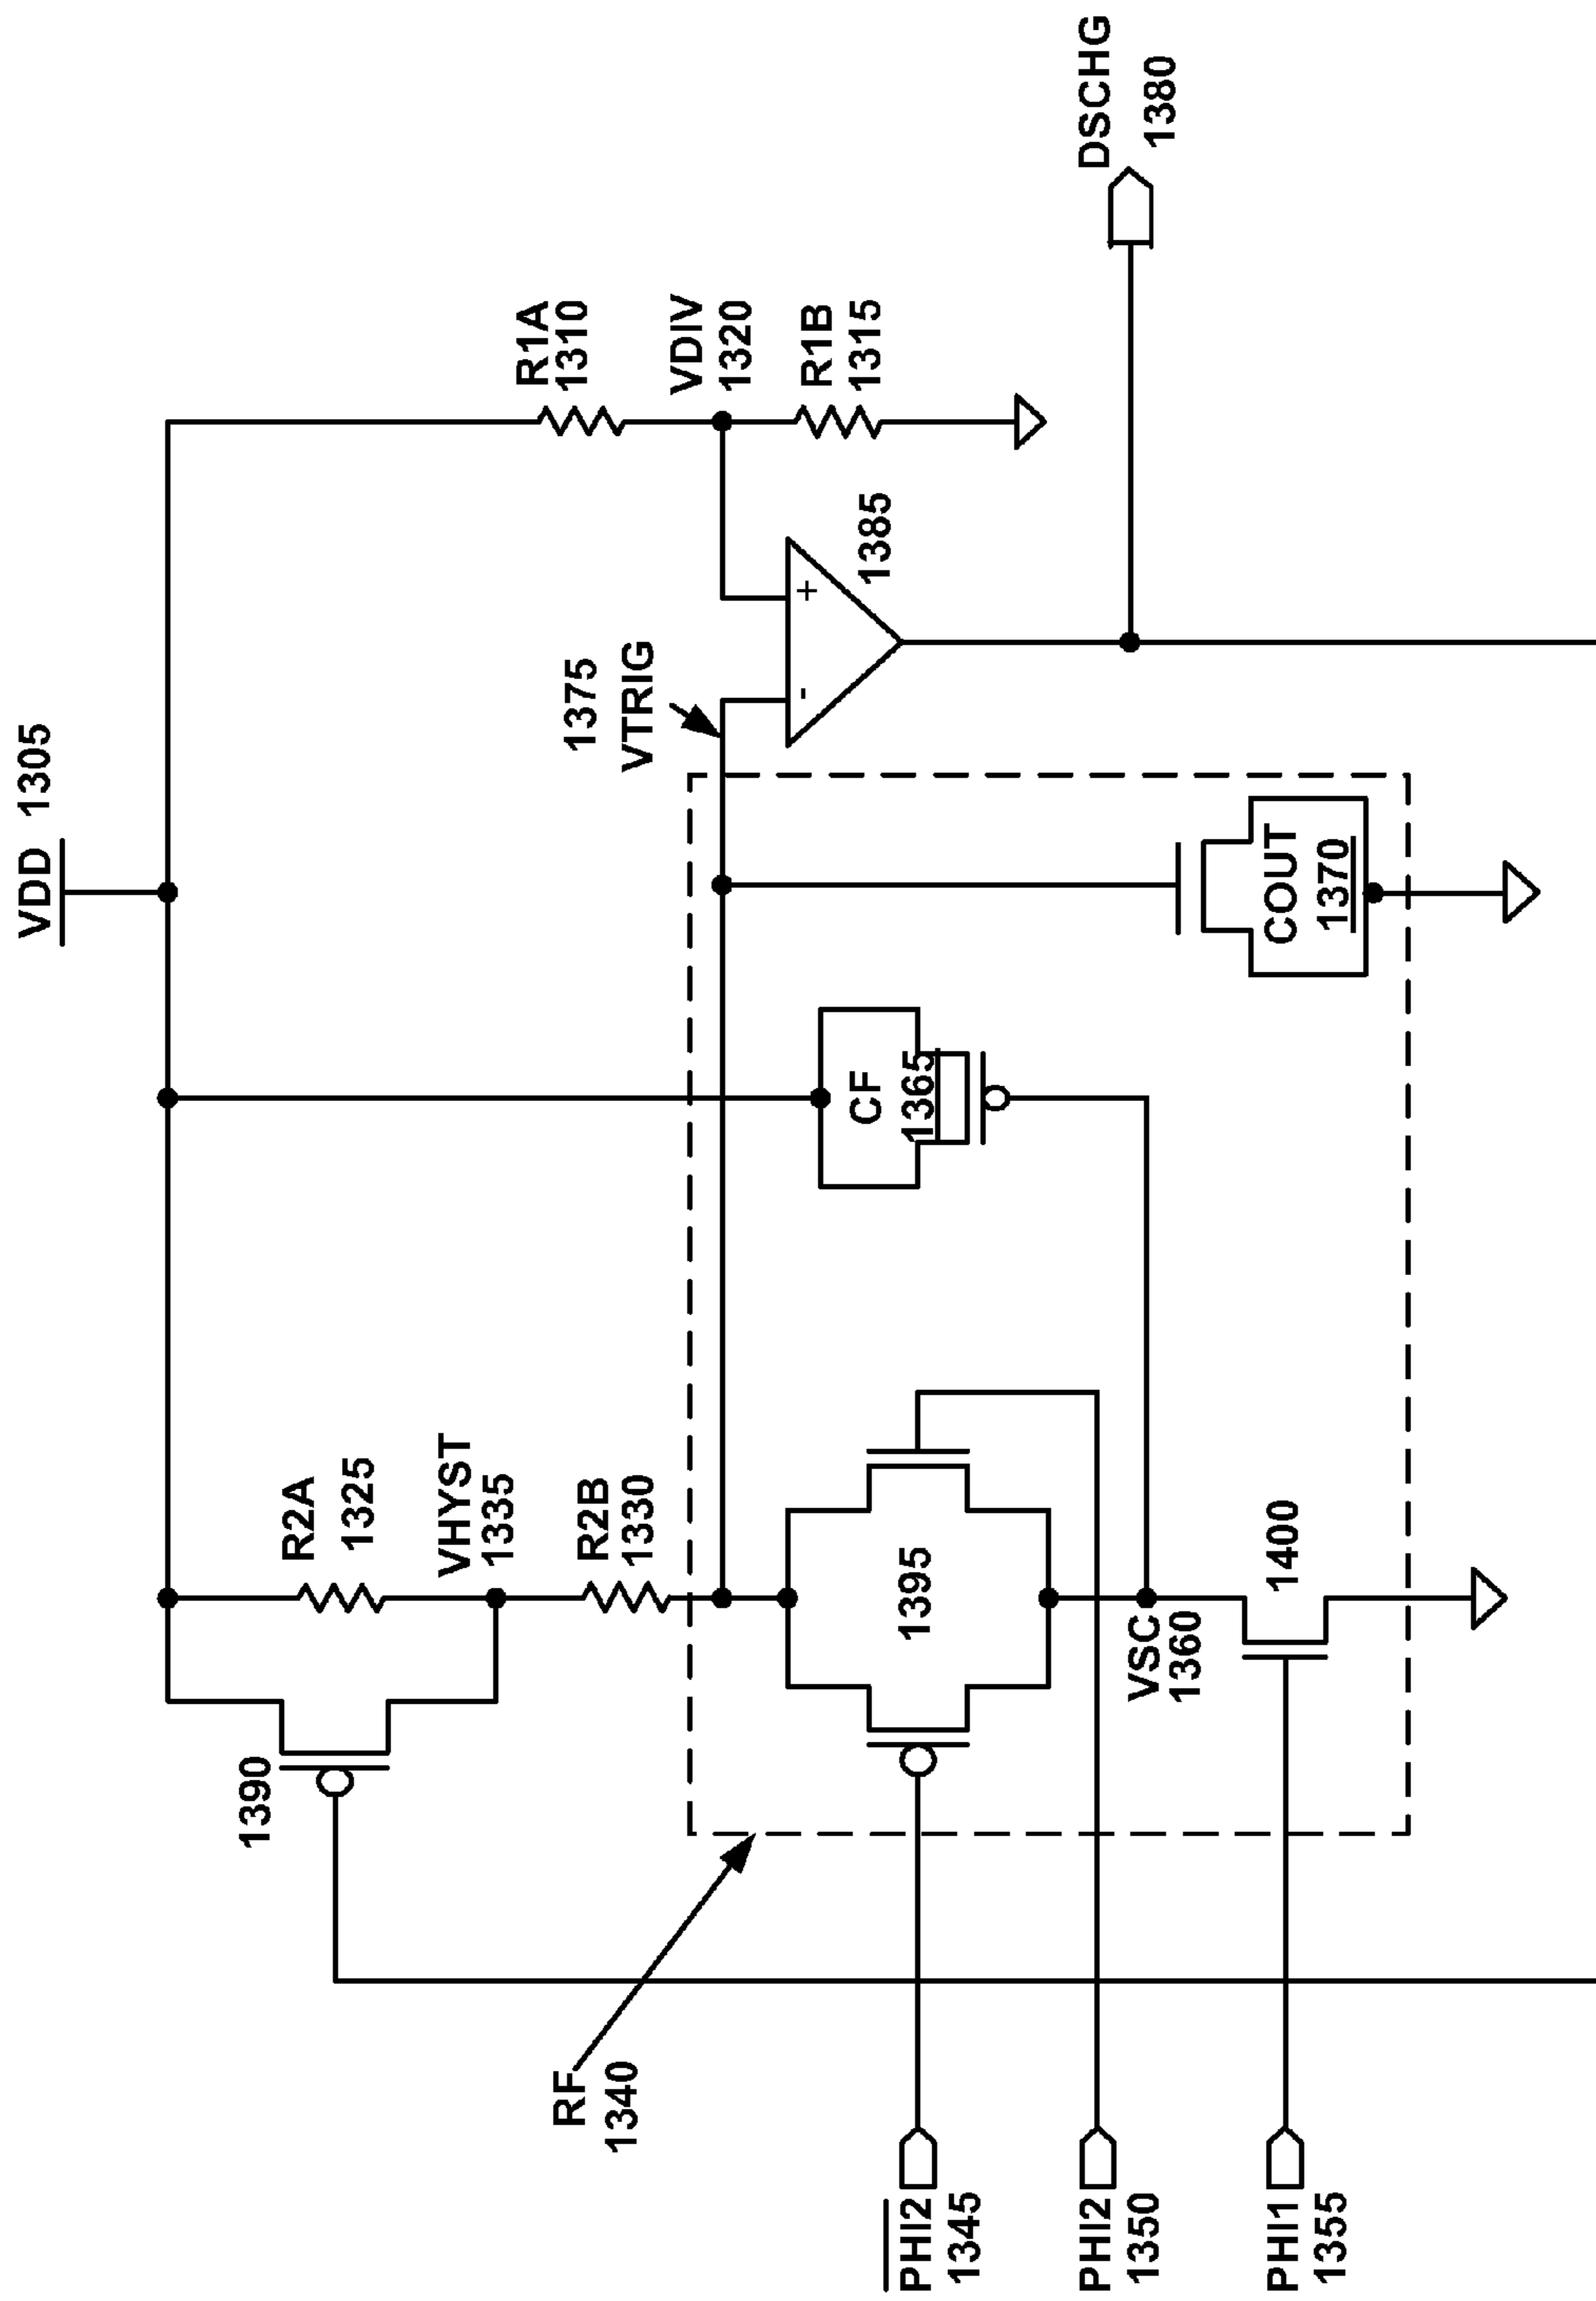 VDD 1305
R1A
1310
VDIV
1320
R1B
1315
1375
VTRIG
1385
+
-
DSCHG
1380
R2A
1325
VHYST
1335
R2B
1330
1390
CF
1365
COUT
1370
1395
VSC
1360
1400
RF
1340
PHI2
1345
PHI2
1350
PHI1
1355